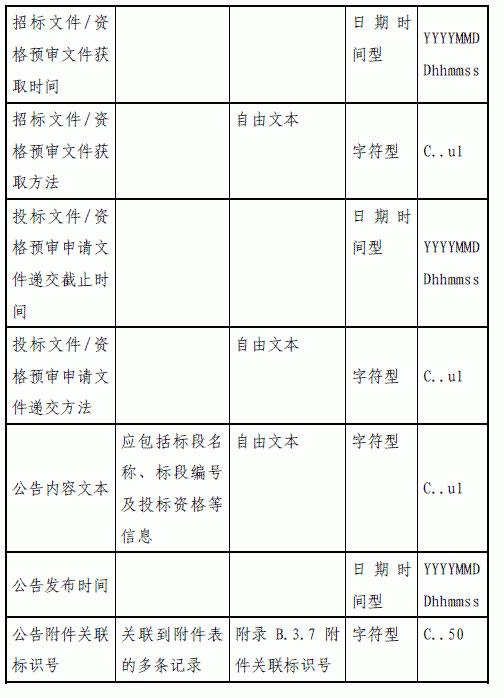 招标文件/资
格预审文件获
取时间
日期时
间型
YYYYMMD
Dhhmmss
招标文件/资
格预审文件获
取方法
自由文本
字符型
C..ul
投标文件/资
格预审申请文
件递交截止时
间
日期时
间型
YYYYMMD
Dhhmmss
投标文件/资
格预审申请文
件递交方法
自由文本
字符型
C..ul
公告内容文本
应包括标段名
称、标段编号
及投标资格等
信息
自由文本
字符型
C..ul
公告发布时间
日期时
间型
YYYYMMD
Dhhmmss
公告附件关联
标识号
关联到附件表
的多条记录
附录 B.3.7 附
件关联标识号
字符型
C..50